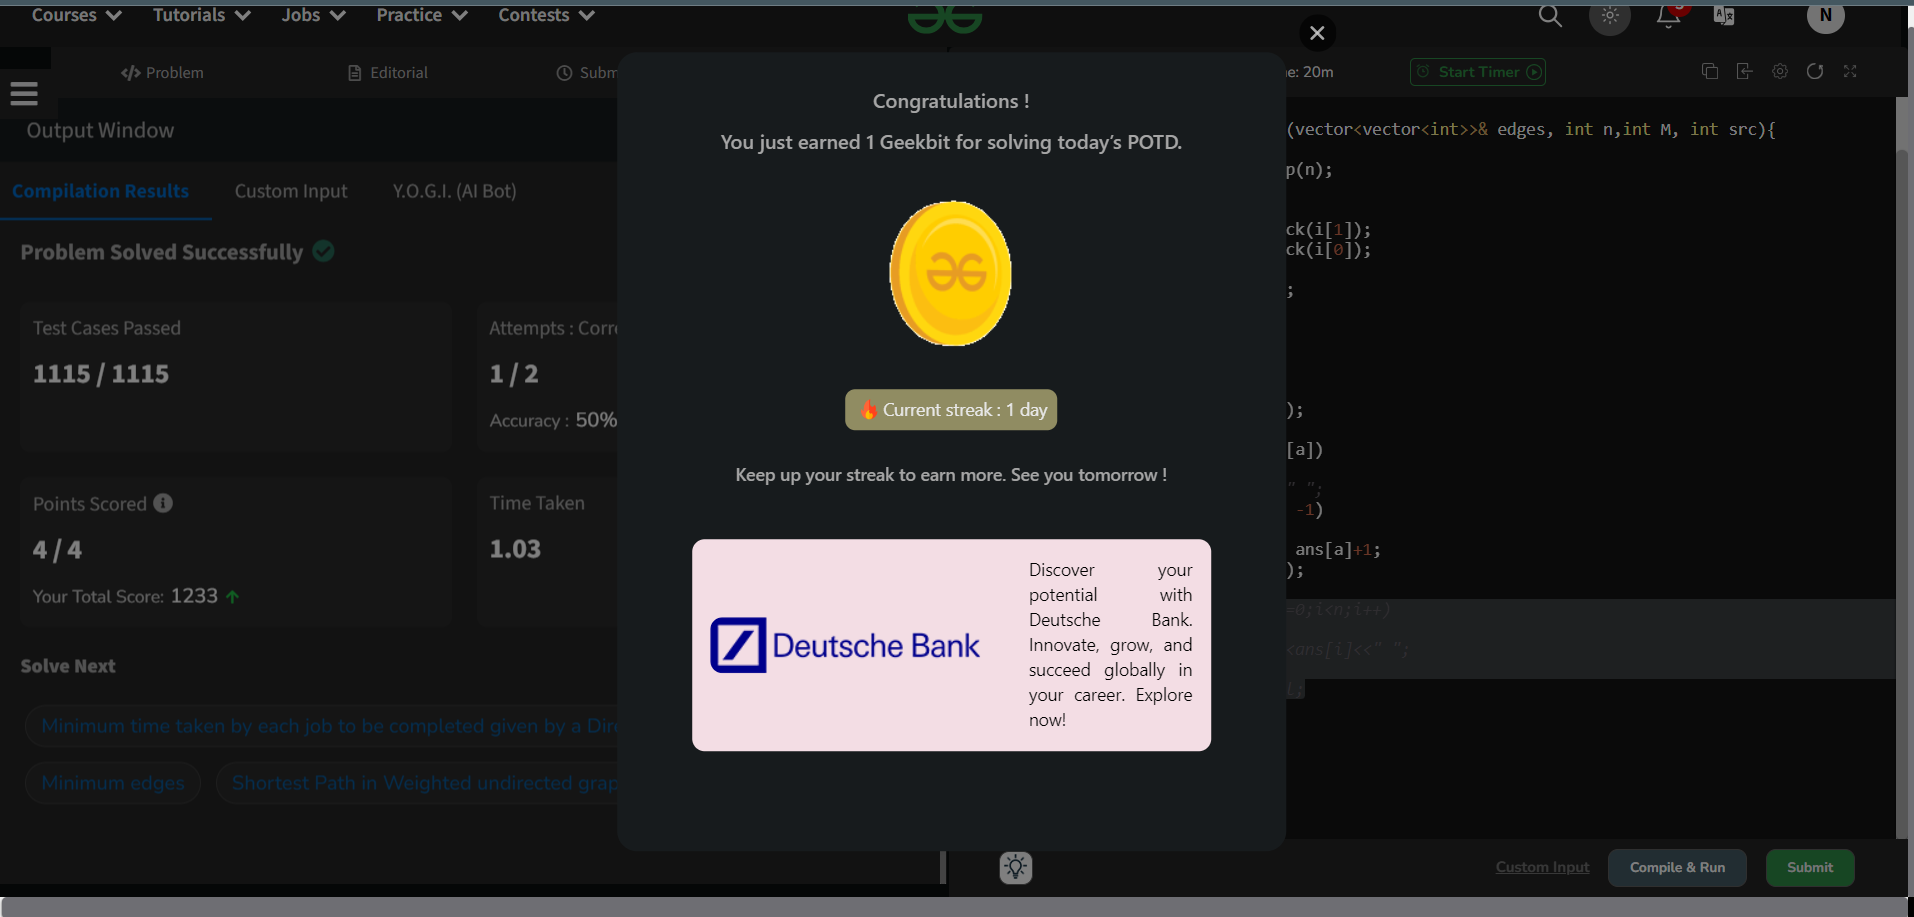 Courses
Tutorials
Jobs
Practice
Contests
N
Problem
Editorial
e: 20m
Start Timer
Output Window
Compilation Results
Custom Input
Y.O.G.I. (AI Bot)
Problem Solved Successfully
Test Cases Passed
1115 / 1115
Attempts : Corre
1 / 2
Accuracy : 50%
Points Scored
4 / 4
Your Total Score: 1233
Time Taken
1.03
Solve Next
Minimum time taken by each job to be completed given by a Dire
Minimum edges
Shortest Path in Weighted undirected grap
Congratulations !
You just earned 1 Geekbit for solving today’s POTD.
Current streak : 1 day
Keep up your streak to earn more. See you tomorrow !
Deutsche Bank
Discover your
potential with
Deutsche Bank.
Innovate, grow, and
succeed globally in
your career. Explore
now!
(vector<vector<int>>& edges, int n,int M, int src){
p(n);
ck(i[1]);
ck(i[0]);
;
);
[a])
" ";
-1)
ans[a]+1;
);
=0;i<n;i++)
<ans[i]<<" ";
Custom Input
Compile & Run
Submit